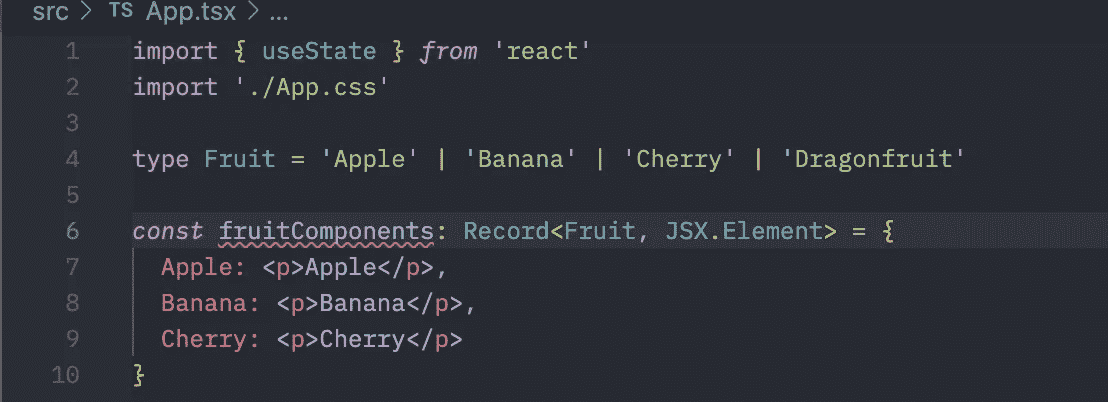 src > TS App.tsx > ...
1 import { useState } from 'react'
2 import './App.css'
3
4 type Fruit = 'Apple' | 'Banana' | 'Cherry' | 'Dragonfruit'
5
6 const fruitComponents: Record<Fruit, JSX.Element> = {
7   Apple: <p>Apple</p>,
8   Banana: <p>Banana</p>,
9   Cherry: <p>Cherry</p>
10 }